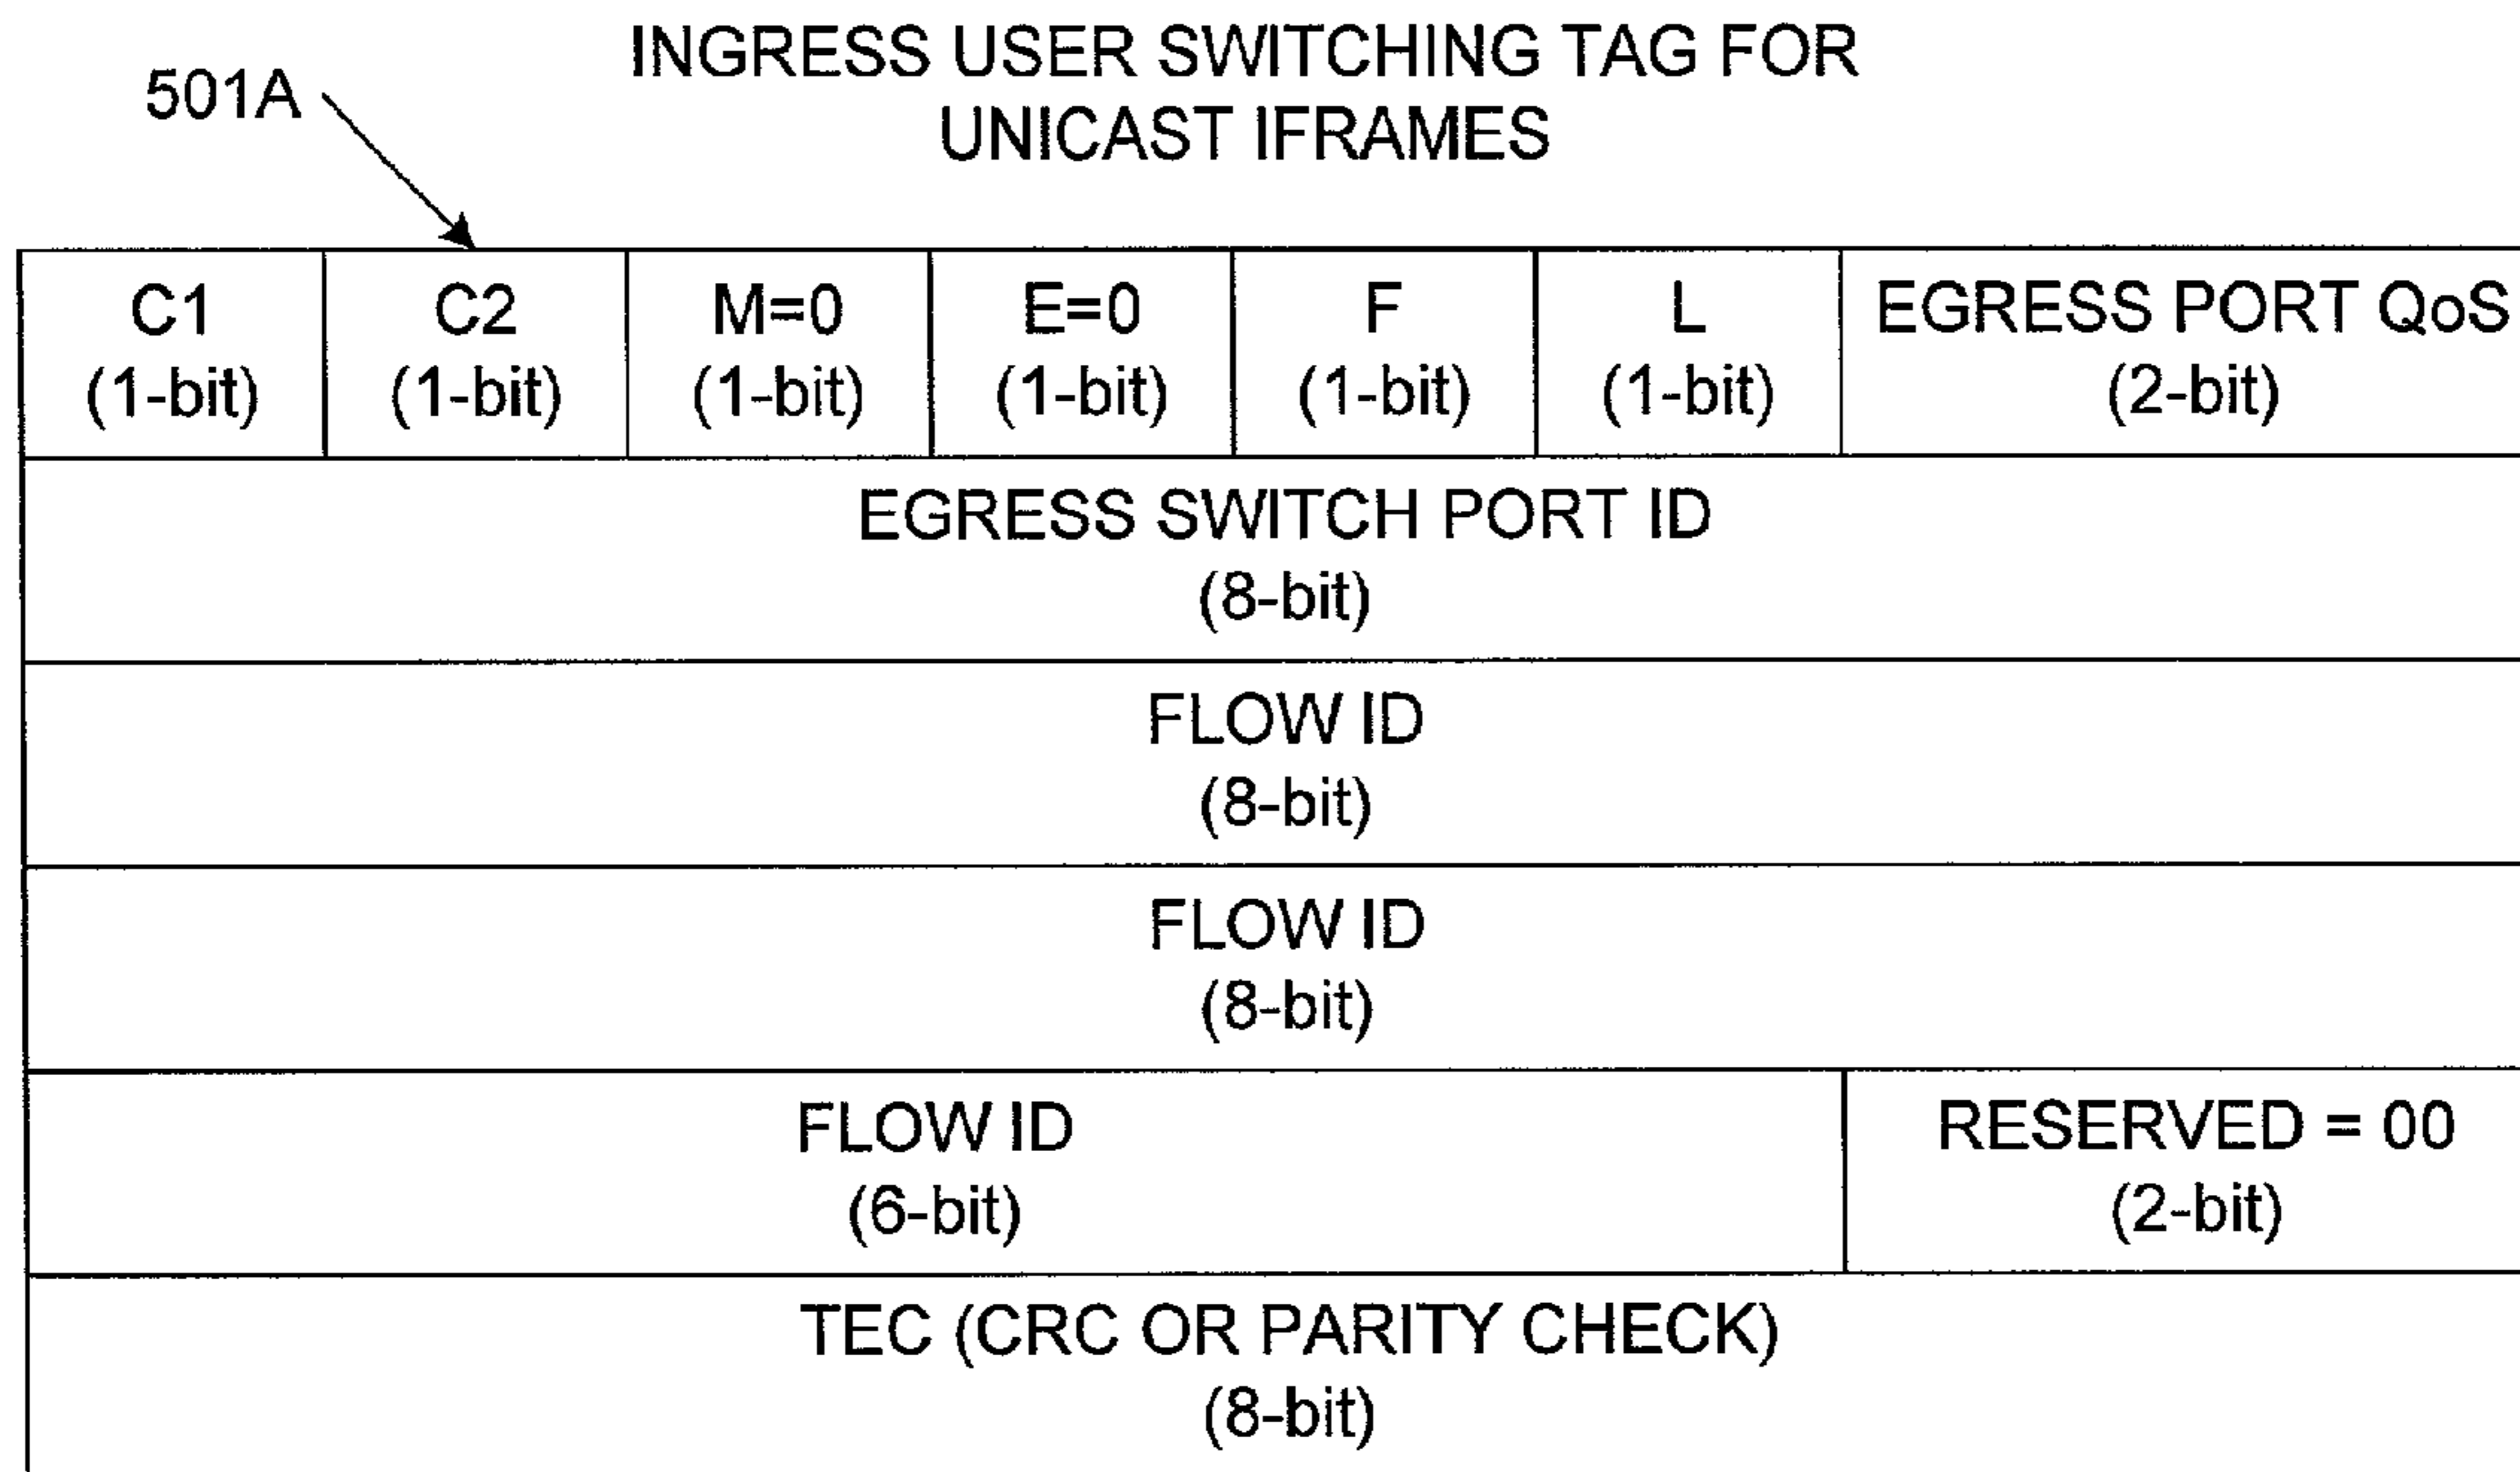 INGRESS USER SWITCHING TAG FOR
UNICAST IFRAMES
501A
C1 C2 M=0 E=0 F L EGRESS PORT QoS
(1-bit) (1-bit) (1-bit) (1-bit) (1-bit) (1-bit) (2-bit)
EGRESS SWITCH PORT ID
(8-bit)
FLOW ID
(8-bit)
FLOW ID
(8-bit)
FLOW ID RESERVED = 00
(6-bit) (2-bit)
TEC (CRC OR PARITY CHECK)
(8-bit)